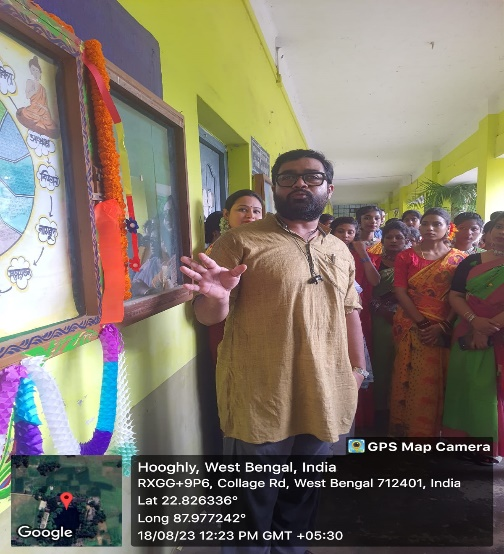 GPS Map Camera
Hooghly, West Bengal, India
RXGG+9P6, Collage Rd, West Bengal 712401, India
Lat 22.826336°
Long 87.977242°
18/08/23 12:23 PM GMT +05:30
Google